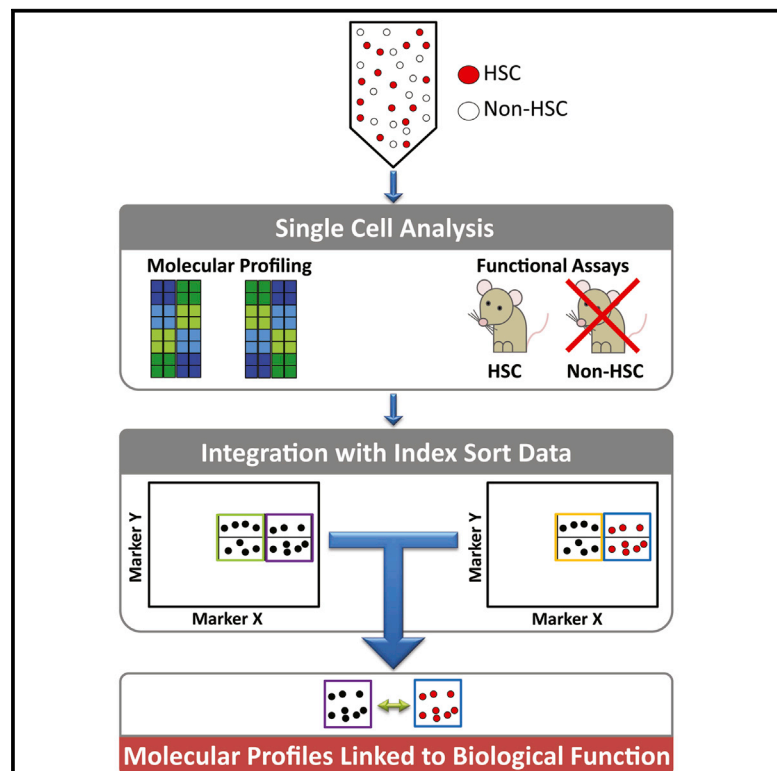 HSC
Non-HSC
Single Cell Analysis
Molecular Profiling
Functional Assays
HSC
Non-HSC
Integration with Index Sort Data
Marker Y
Marker X
Marker Y
Marker X
Molecular Profiles Linked to Biological Function